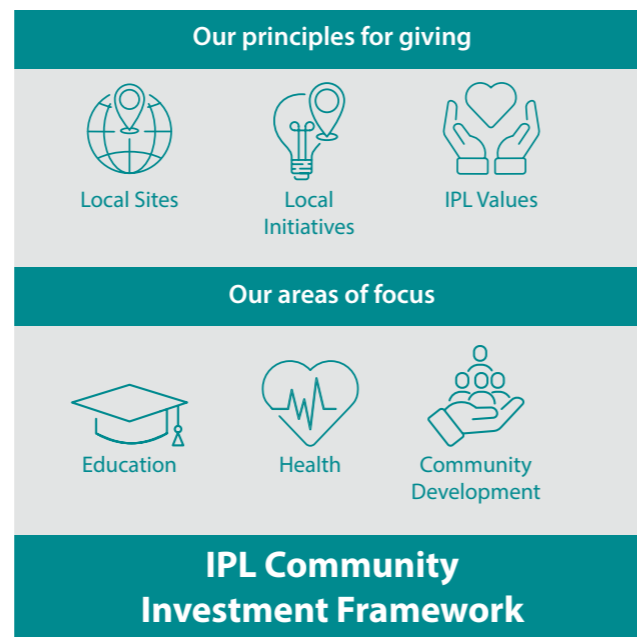 Our principles for giving
Local Sites
Local
Initiatives
IPL Values
Our areas of focus
Education
Health
Community
Development
IPL Community
Investment Framework